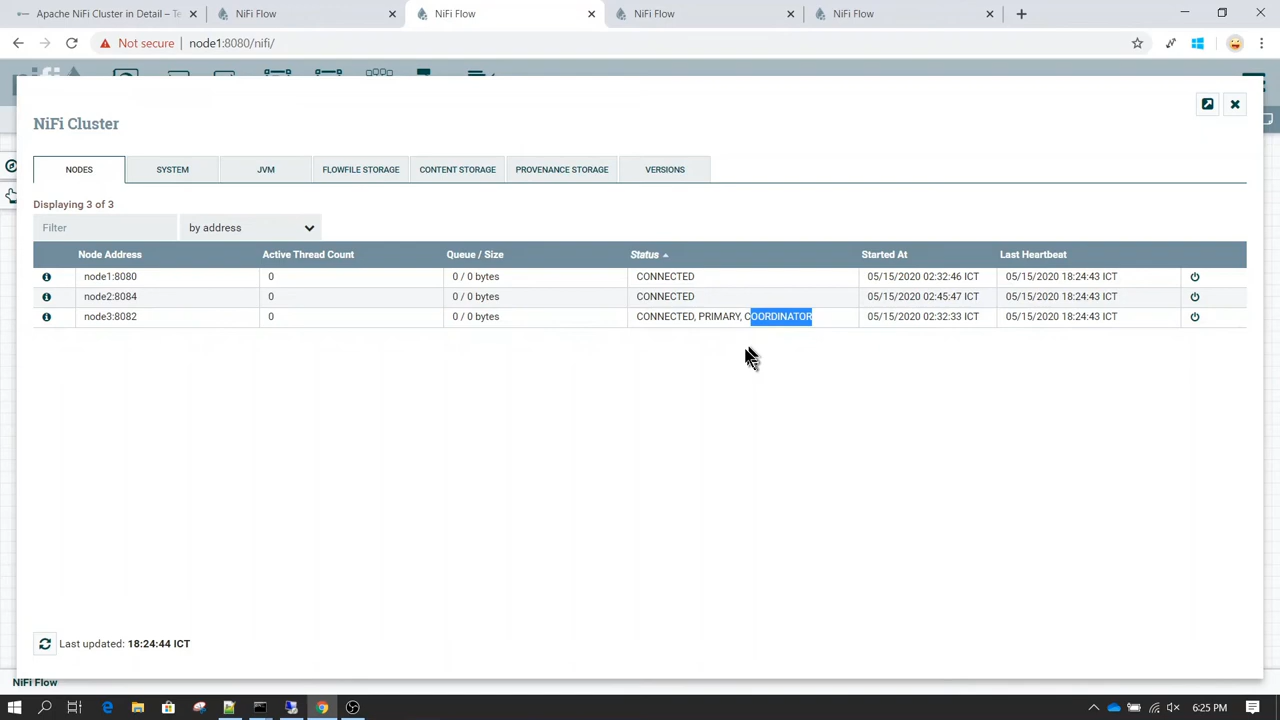 Apache NiFi Cluster in Detail – Te
NiFi Flow
NiFi Flow
NiFi Flow
NiFi Flow
Not secure
node1:8080/nifi/
NiFi Cluster
NODES
SYSTEM
JVM
FLOWFILE STORAGE
CONTENT STORAGE
PROVENANCE STORAGE
VERSIONS
Displaying 3 of 3
Filter
by address
Node Address Active Thread Count Queue / Size Status Started At Last Heartbeat
node1:8080 0 0 / 0 bytes CONNECTED 05/15/2020 02:32:46 ICT 05/15/2020 18:24:43 ICT
node2:8084 0 0 / 0 bytes CONNECTED 05/15/2020 02:45:47 ICT 05/15/2020 18:24:43 ICT
node3:8082 0 0 / 0 bytes CONNECTED, PRIMARY, COORDINATOR 05/15/2020 02:32:33 ICT 05/15/2020 18:24:43 ICT
Last updated: 18:24:44 ICT
NiFi Flow
6:25 PM